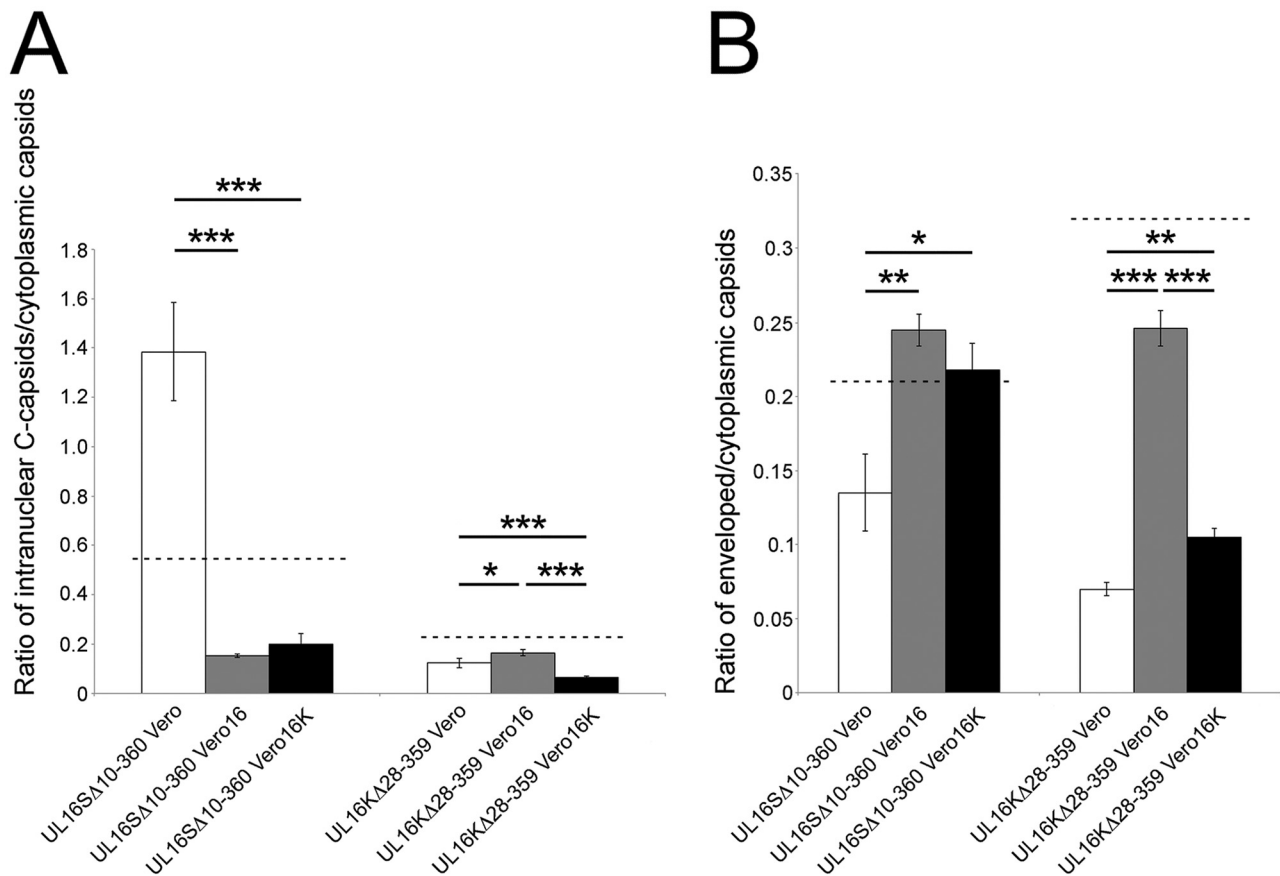 A
Ratio of intranuclear C-capsids/cytoplasmic capsids
1.8
1.6
1.4
1.2
1.0
0.8
0.6
0.4
0.2
0
***
***
***
*
***
UL16SΔ10-360 Vero
UL16SΔ10-360 Vero16
UL16SΔ10-360 Vero16K
UL16KΔ28-359 Vero
UL16KΔ28-359 Vero16
UL16KΔ28-359 Vero16K
B
Ratio of enveloped/cytoplasmic capsids
0.35
0.3
0.25
0.2
0.15
0.1
0.05
0
*
**
**
***
***
UL16SΔ10-360 Vero
UL16SΔ10-360 Vero16
UL16SΔ10-360 Vero16K
UL16KΔ28-359 Vero
UL16KΔ28-359 Vero16
UL16KΔ28-359 Vero16K